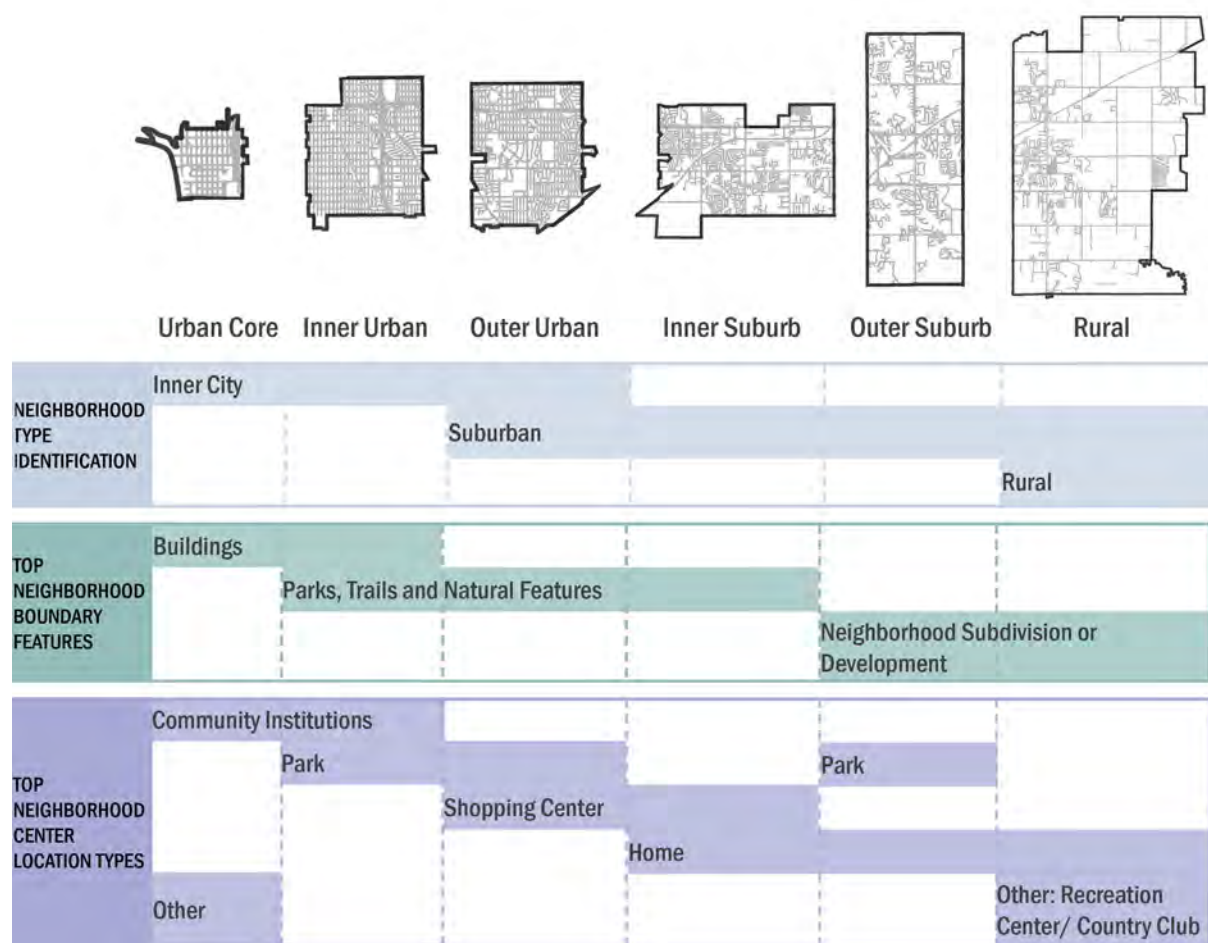 Urban Core
Inner Urban
Outer Urban
Inner Suburb
Outer Suburb
Rural
NEIGHBORHOOD
TYPE
IDENTIFICATION
Inner City
Suburban
Rural
TOP
NEIGHBORHOOD
BOUNDARY
FEATURES
Buildings
Parks, Trails and Natural Features
Neighborhood Subdivision or
Development
TOP
NEIGHBORHOOD
CENTER
LOCATION TYPES
Community Institutions
Park
Park
Shopping Center
Home
Other
Other: Recreation
Center/ Country Club